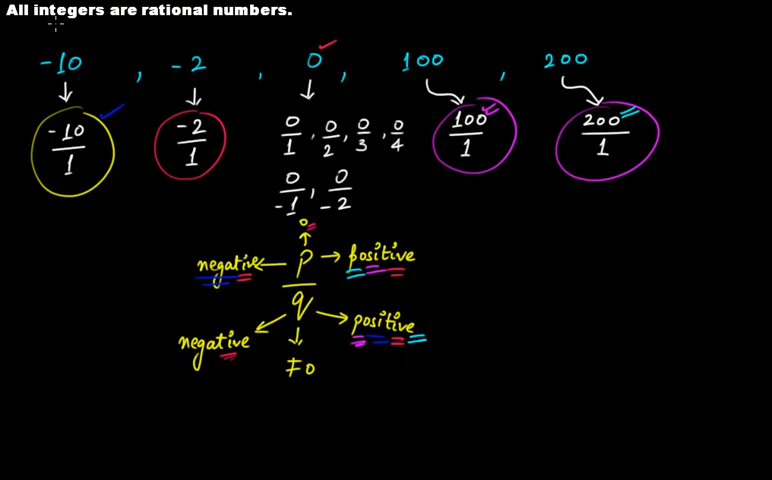 All integers are rational numbers.
-10 , -2 , 0 , 100 , 200
-10/1 -2/1 0/1 , 0/2 , 0/3 , 0/4 100/1 200/1
0/-1 , 0/-2
0
negative ← p → positive
q
negative positive
≠0